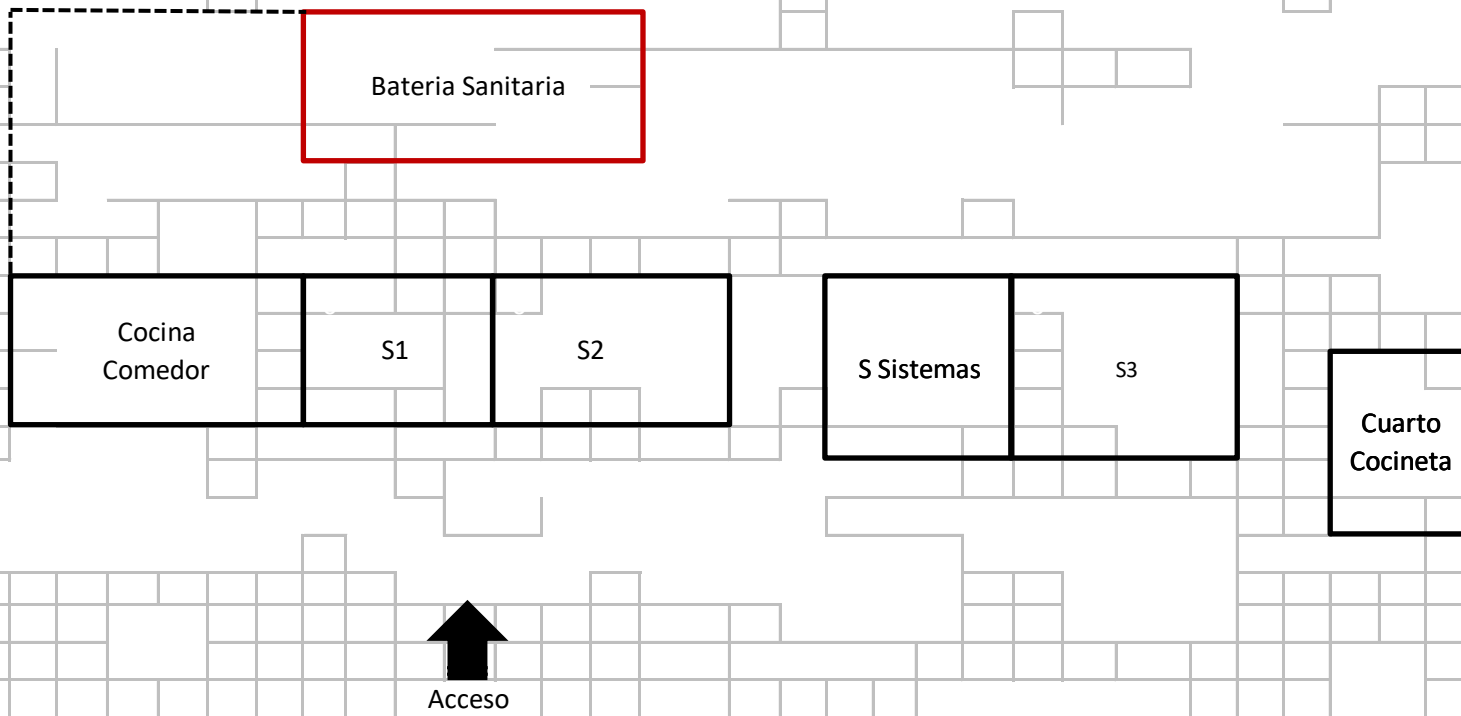 Bateria Sanitaria
Cocina
Comedor
S1
S2
S Sistemas
S3
Cuarto
Cocineta
Acceso